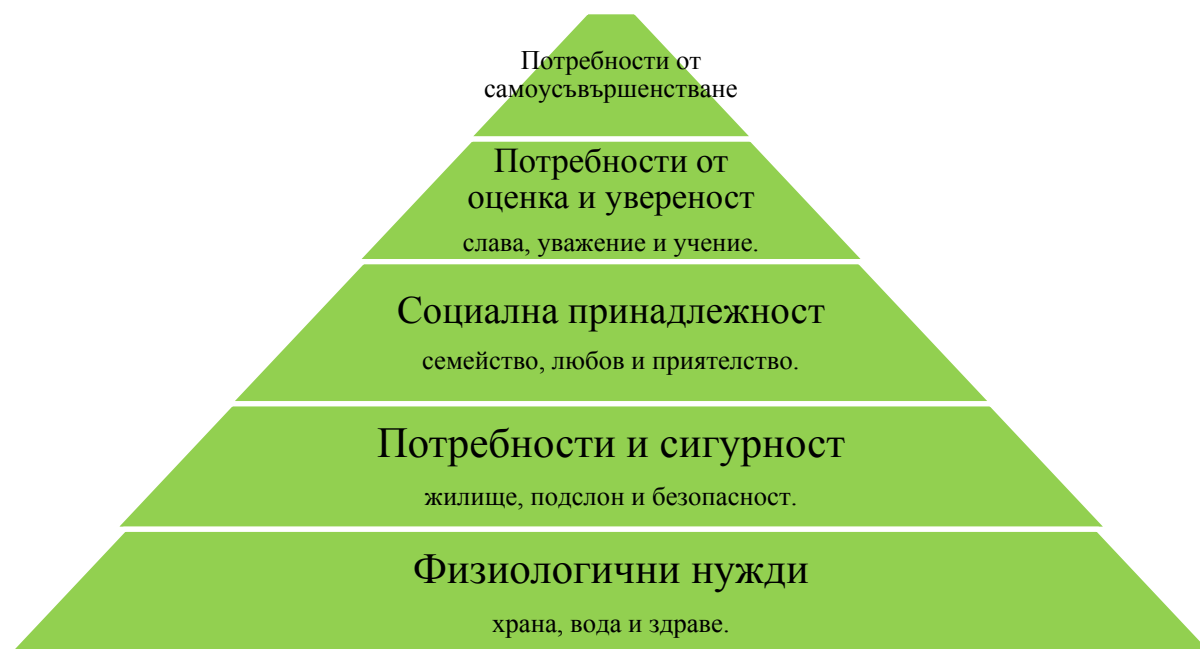 Потребности от
самоусъвършенстване
Потребности от
оценка и увереност
слава, уважение и учение.
Социална принадлежност
семейство, любов и приятелство.
Потребности и сигурност
жилище, подслон и безопасност.
Физиологични нужди
храна, вода и здраве.